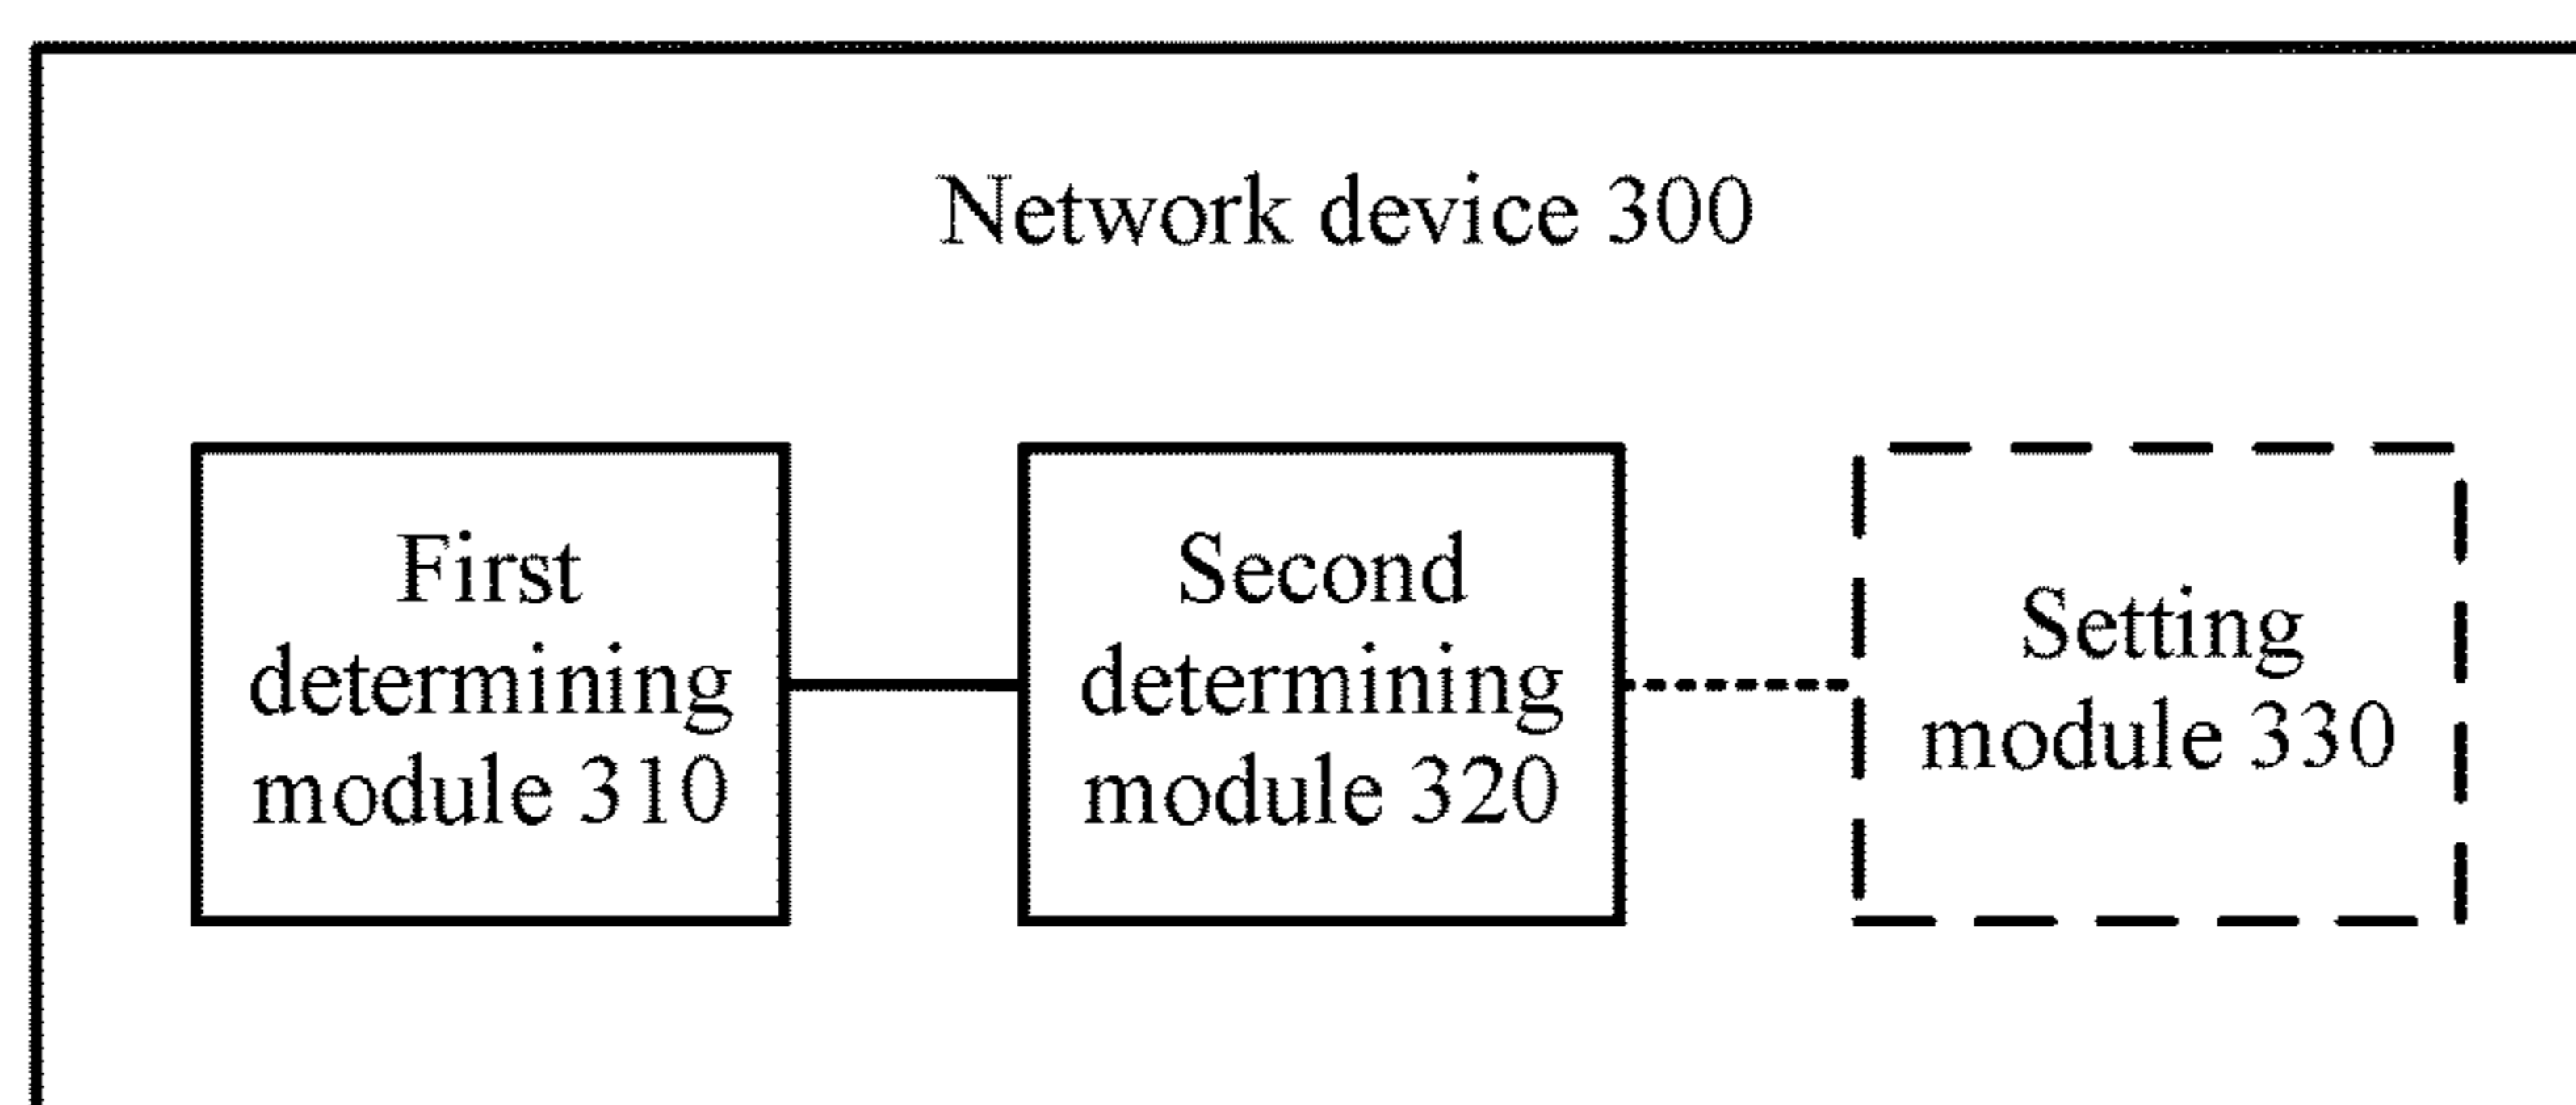 Network device 300
First
determining
module 310
Second
determining
module 320
Setting
module 330